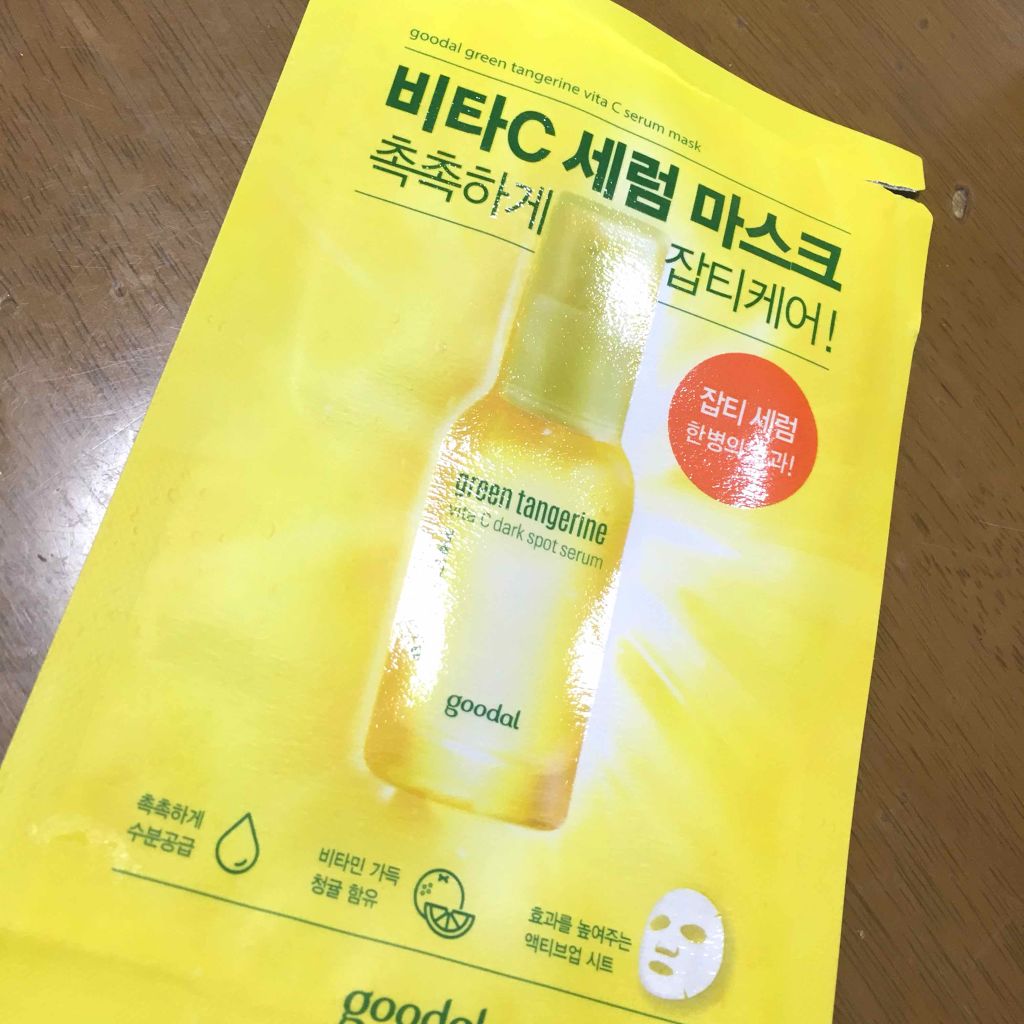 goodal green tangerine vita C serum mask
비타C 세럼 마스크
촉촉하게 잡티케어!
잡티 세럼
한병의
green tangerine
vita C dark spot serum
goodal
촉촉하게
수분공급
비타민 가득
청귤 함유
효과를 높여주는
액티브업 시트
goodal